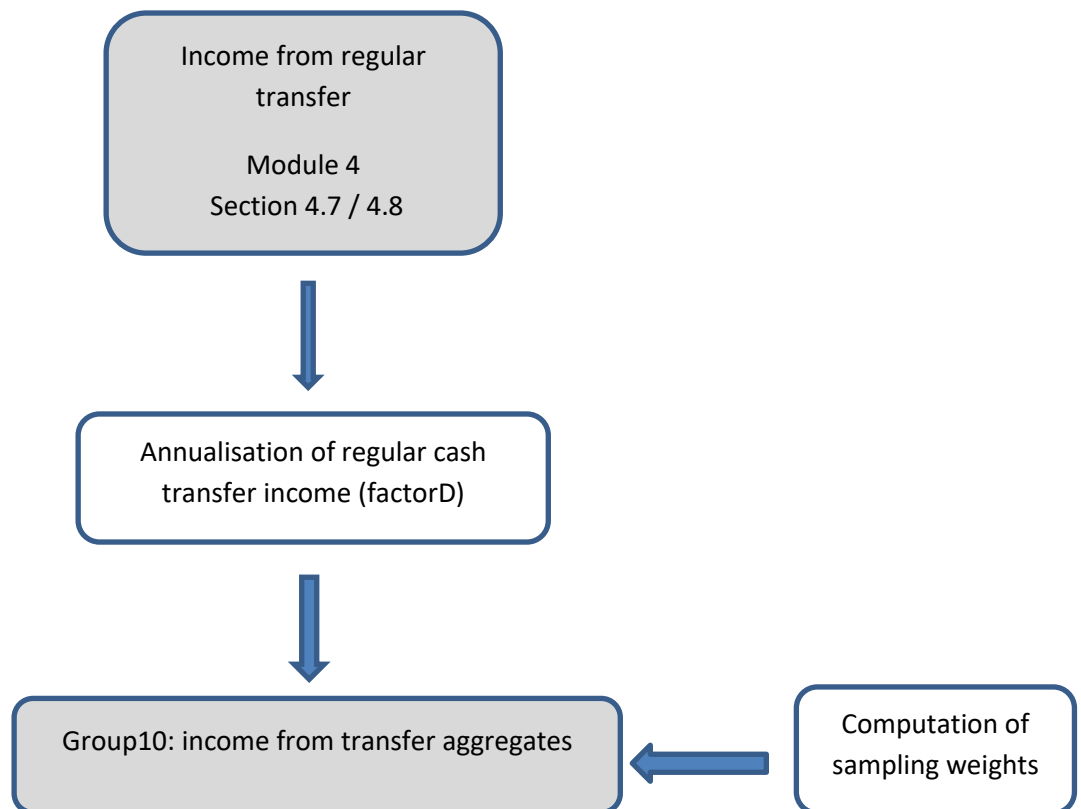 Income from regular
transfer
Module 4
Section 4.7 / 4.8
Annualisation of regular cash
transfer income (factorD)
Group10: income from transfer aggregates
Computation of
sampling weights